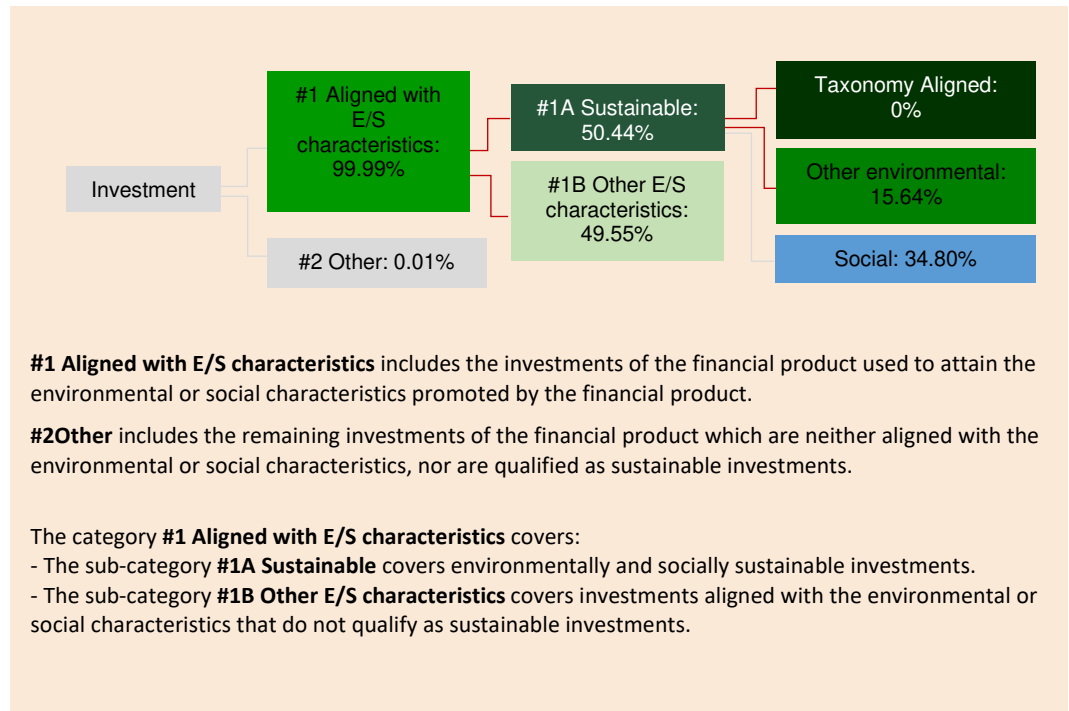 Investment
#1 Aligned with
E/S
characteristics:
99.99%
#2 Other: 0.01%
#1A Sustainable:
50.44%
#1B Other E/S
characteristics:
49.55%
Taxonomy Aligned:
0%
Other environmental:
15.64%
Social: 34.80%
#1 Aligned with E/S characteristics includes the investments of the financial product used to attain the
environmental or social characteristics promoted by the financial product.
#2Other includes the remaining investments of the financial product which are neither aligned with the
environmental or social characteristics, nor are qualified as sustainable investments.
The category #1 Aligned with E/S characteristics covers:
- The sub-category #1A Sustainable covers environmentally and socially sustainable investments.
- The sub-category #1B Other E/S characteristics covers investments aligned with the environmental or
social characteristics that do not qualify as sustainable investments.